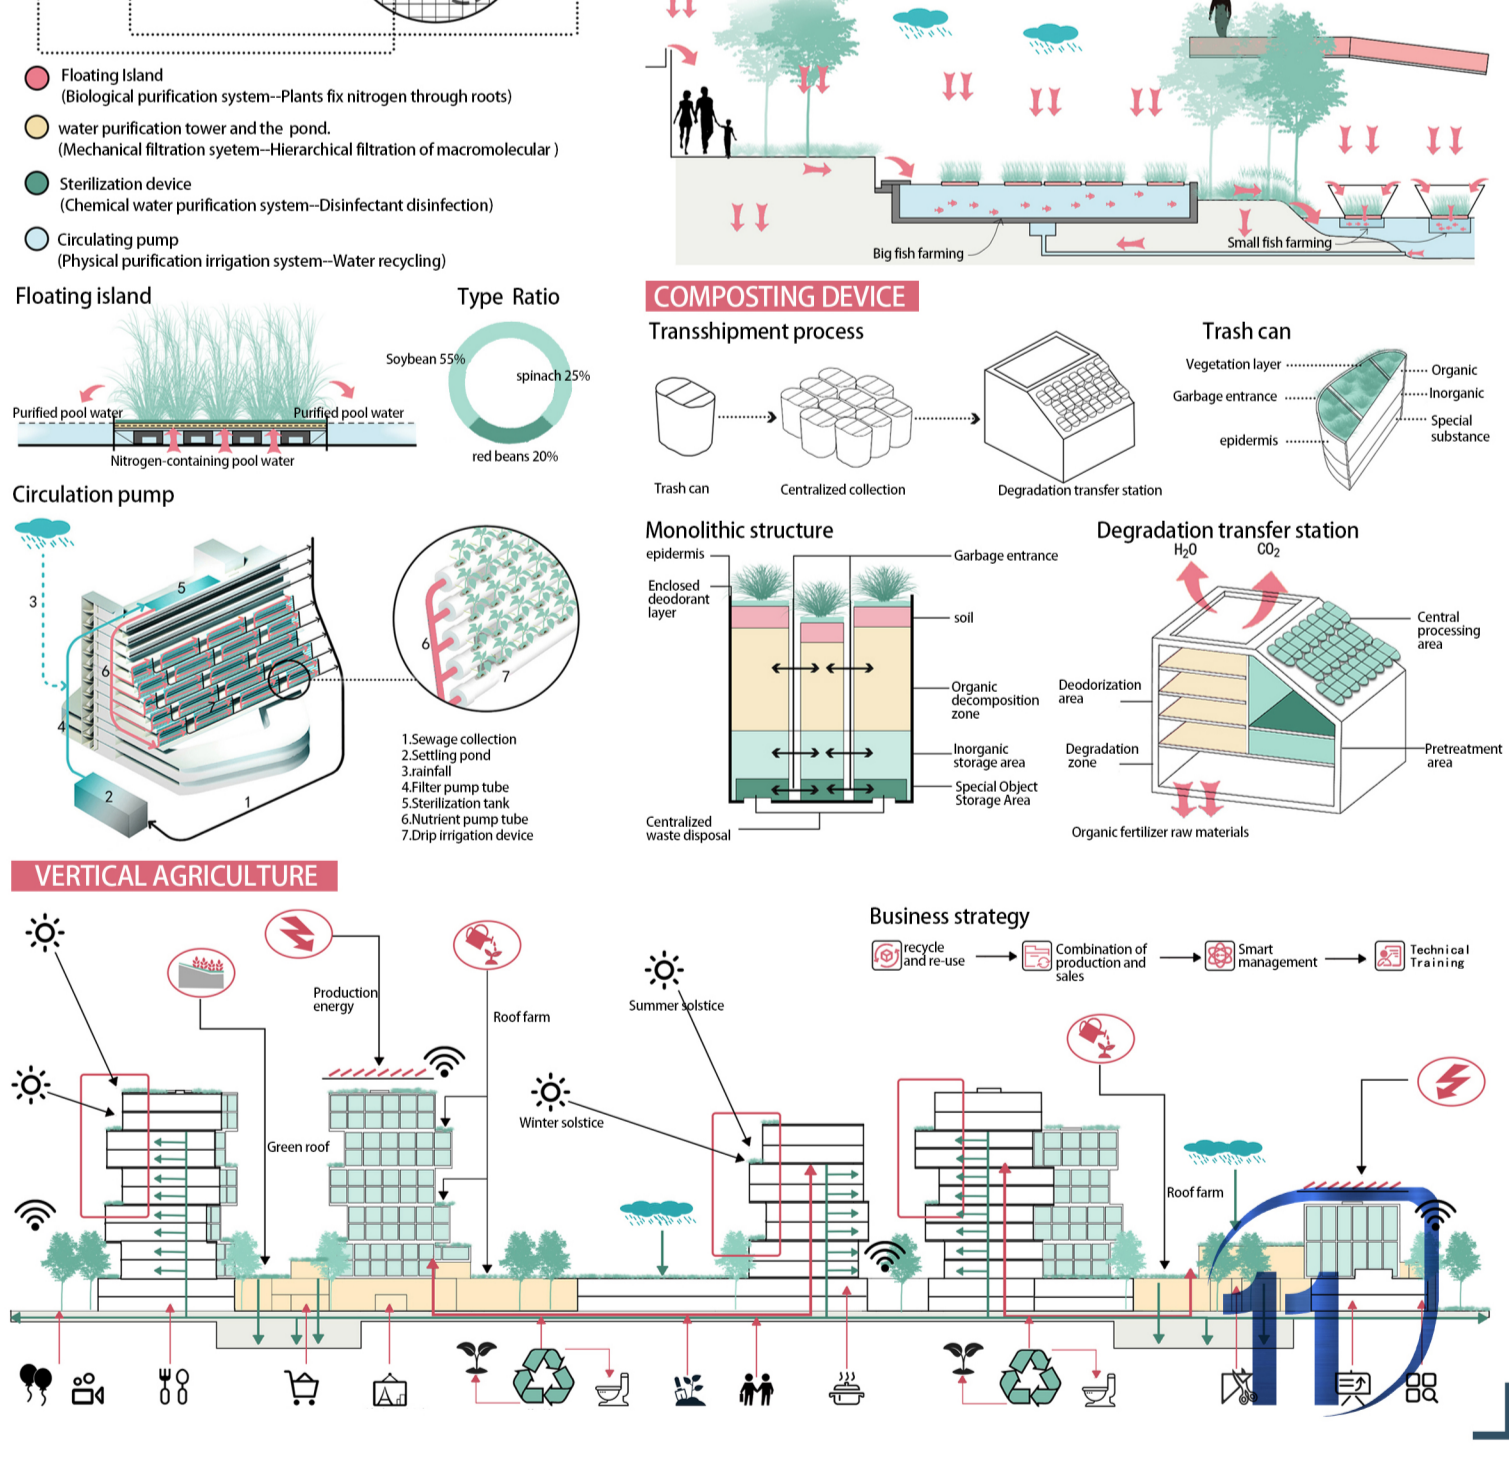 Floating Island
(Biological purification system--Plants fix nitrogen through roots)
water purification tower and the pond.
(Mechanical filtration syetem--Hierarchical filtration of macromolecular )
Sterilization device
(Chemical water purification system--Disinfectant disinfection)
Circulating pump
(Physical purification irrigation system--Water recycling)
Big fish farming
Small fish farming
Floating island
Type Ratio
Soybean 55%
spinach 25%
red beans 20%
Purified pool water
Purified pool water
Nitrogen-containing pool water
Circulation pump
3
5
6
7
4
2
1
6
7
1.Sewage collection
2.Settling pond
3.rainfall
4.Filter pump tube
5.Sterilization tank
6.Nutrient pump tube
7.Drip irrigation device
COMPOSTING DEVICE
Transshipment process
Trash can
Centralized collection
Degradation transfer station
Trash can
Vegetation layer
Garbage entrance
epidermis
Organic
Inorganic
Special
substance
Monolithic structure
epidermis
Enclosed
deodorant
layer
Garbage entrance
soil
Organic
decomposition
zone
Inorganic
storage area
Special Object
Storage Area
Centralized
waste disposal
Degradation transfer station
H2O
CO2
Central
processing
area
Deodorization
area
Degradation
zone
Pretreatment
area
Organic fertilizer raw materials
VERTICAL AGRICULTURE
Business strategy
recycle
and re-use
Combination of
production and
sales
Smart
management
Technical
Training
Production
energy
Roof farm
Summer solstice
Winter solstice
Green roof
Roof farm
11